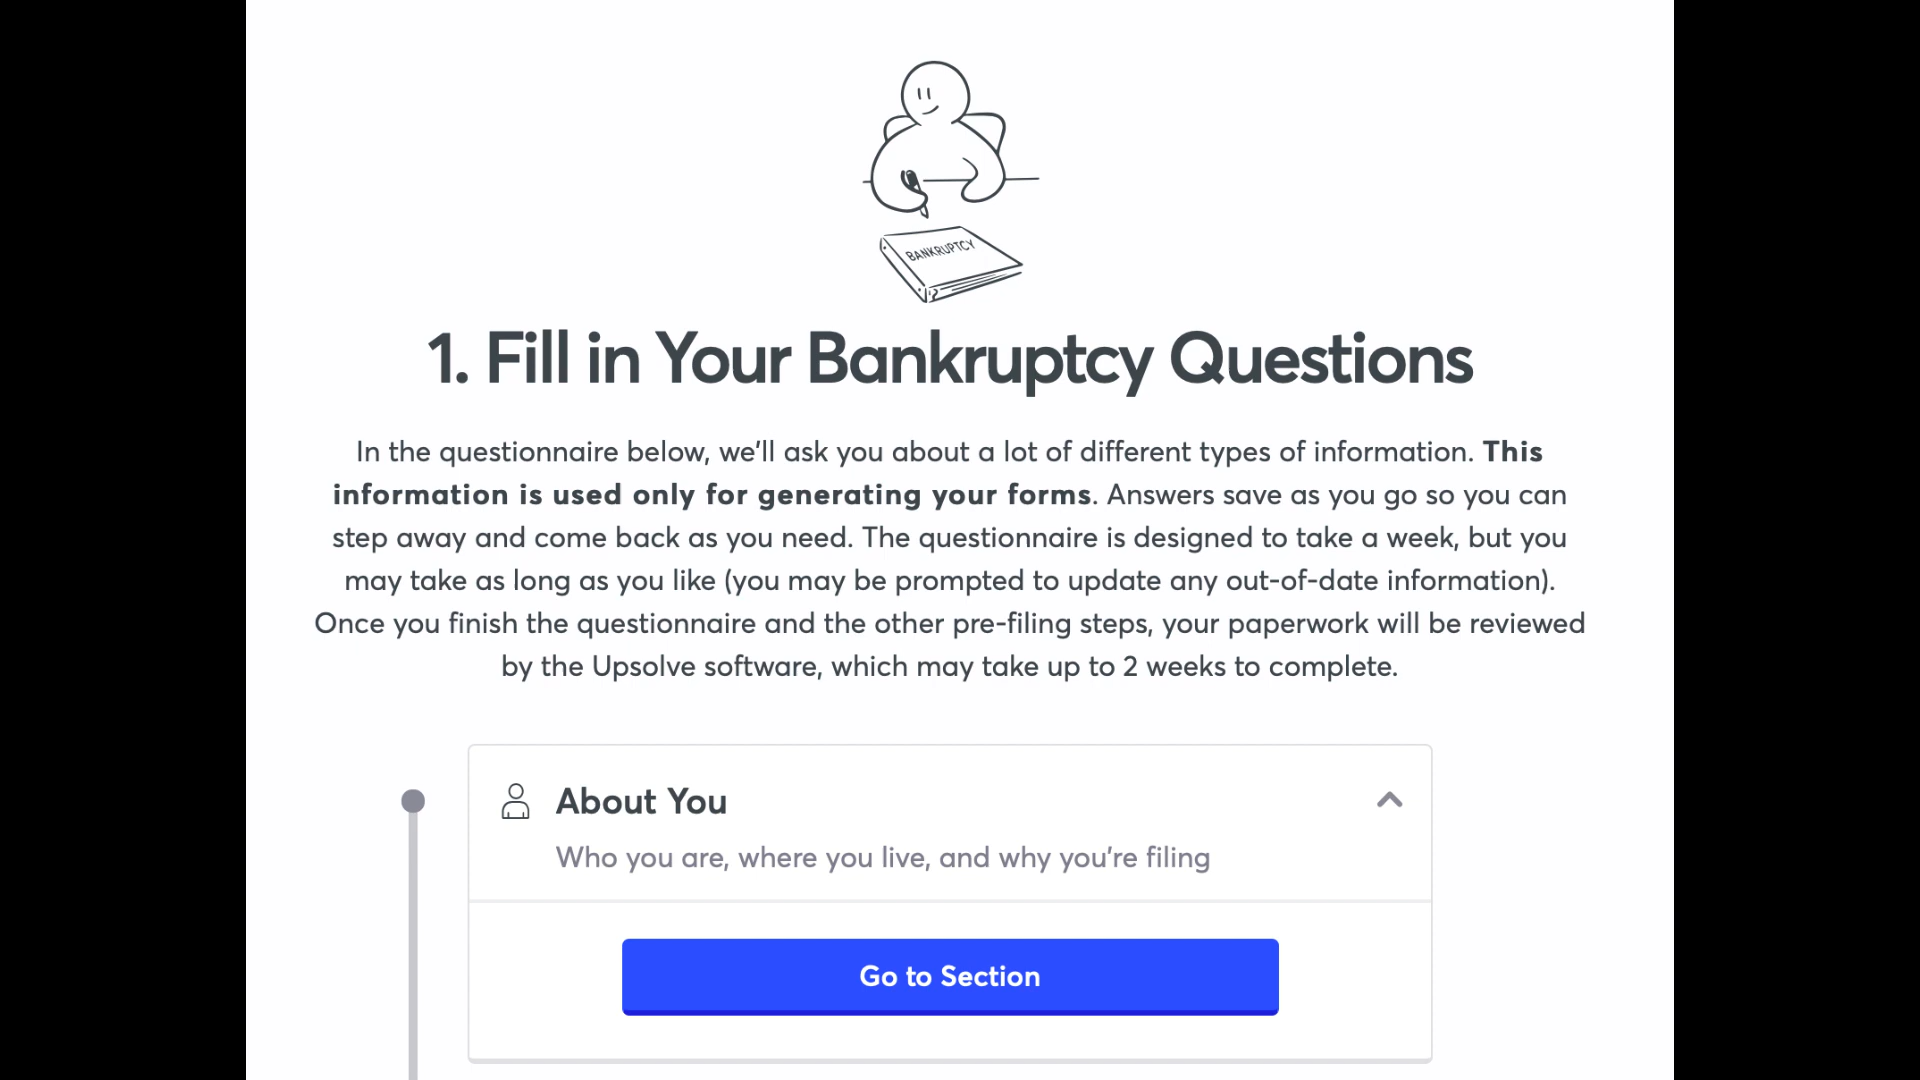 BANKRUPTCY
1. Fill in Your Bankruptcy Questions
In the questionnaire below, we'll ask you about a lot of different types of information. This
information is used only for generating your forms. Answers save as you go so you can
step away and come back as you need. The questionnaire is designed to take a week, but you
may take as long as you like (you may be prompted to update any out-of-date information).
Once you finish the questionnaire and the other pre-filing steps, your paperwork will be reviewed
by the Upsolve software, which may take up to 2 weeks to complete.
About You
Who you are, where you live, and why you're filing
Go to Section